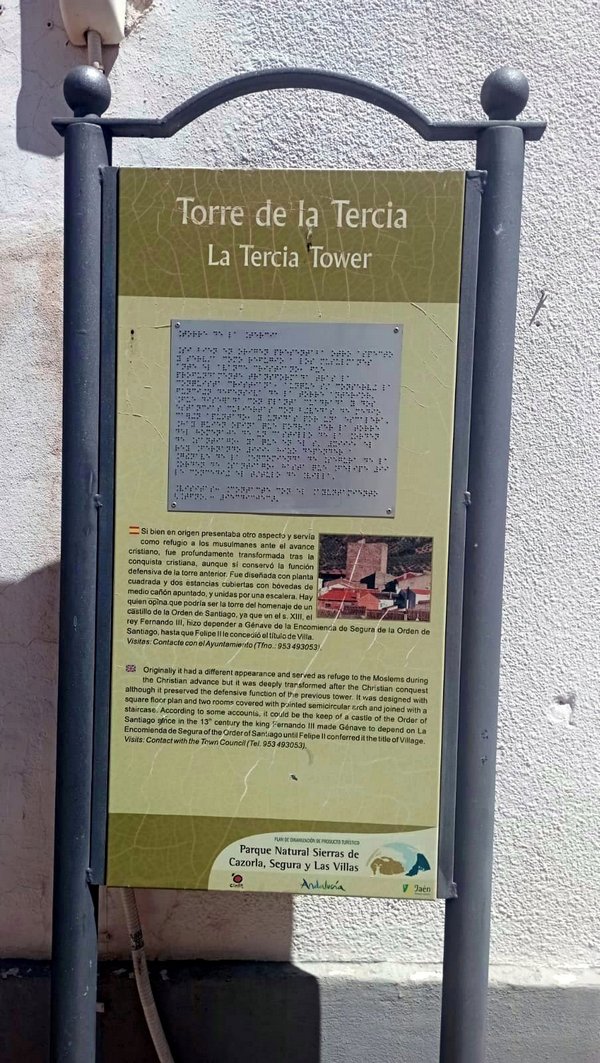 Torre de la Tercia
La Tercia Tower
Si bien en origen presentaba otro aspecto y servía
como refugio a los musulmanes ante el avance
cristiano, fue profundamente transformada tras la
conquista cristiana, aunque sí conservó la función
defensiva de la torre anterior. Fue diseñada con planta
cuadrada y dos estancias cubiertas con bóvedas de
medio cañón apuntado, y unidas por una escalera. Hay
quien opina que podría ser la torre del homenaje de un
castillo de la Orden de Santiago, ya que en el s. XIII, el
rey Fernando III, hizo depender a Génave de la Encomienda de Segura de la Orden de
Santiago, hasta que Felipe II le concedió el título de Villa.
Visitas: Contacte con el Ayuntamiento (Tfno.: 953 493053).
Originally it had a different appearance and served as refuge to the Moslems during
the Christian advance but it was deeply transformed after the Christian conquest
although it preserved the defensive function of the previous tower. It was designed with
square floor plan and two rooms covered with pointed semicircular arch and joined with a
staircase. According to some accounts, it could be the keep of a castle of the Order of
Santiago since in the 13th century the king Fernando III made Génave to depend on La
Encomienda de Segura of the Order of Santiago until Felipe II conferred it the title of Village.
Visits: Contact with the Town Council (Tel. 953 493053).
PLAN DE DINAMIZACIÓN DE PRODUCTO TURÍSTICO
Parque Natural Sierras de
Cazorla, Segura y Las Villas
Andalucía
Jaén